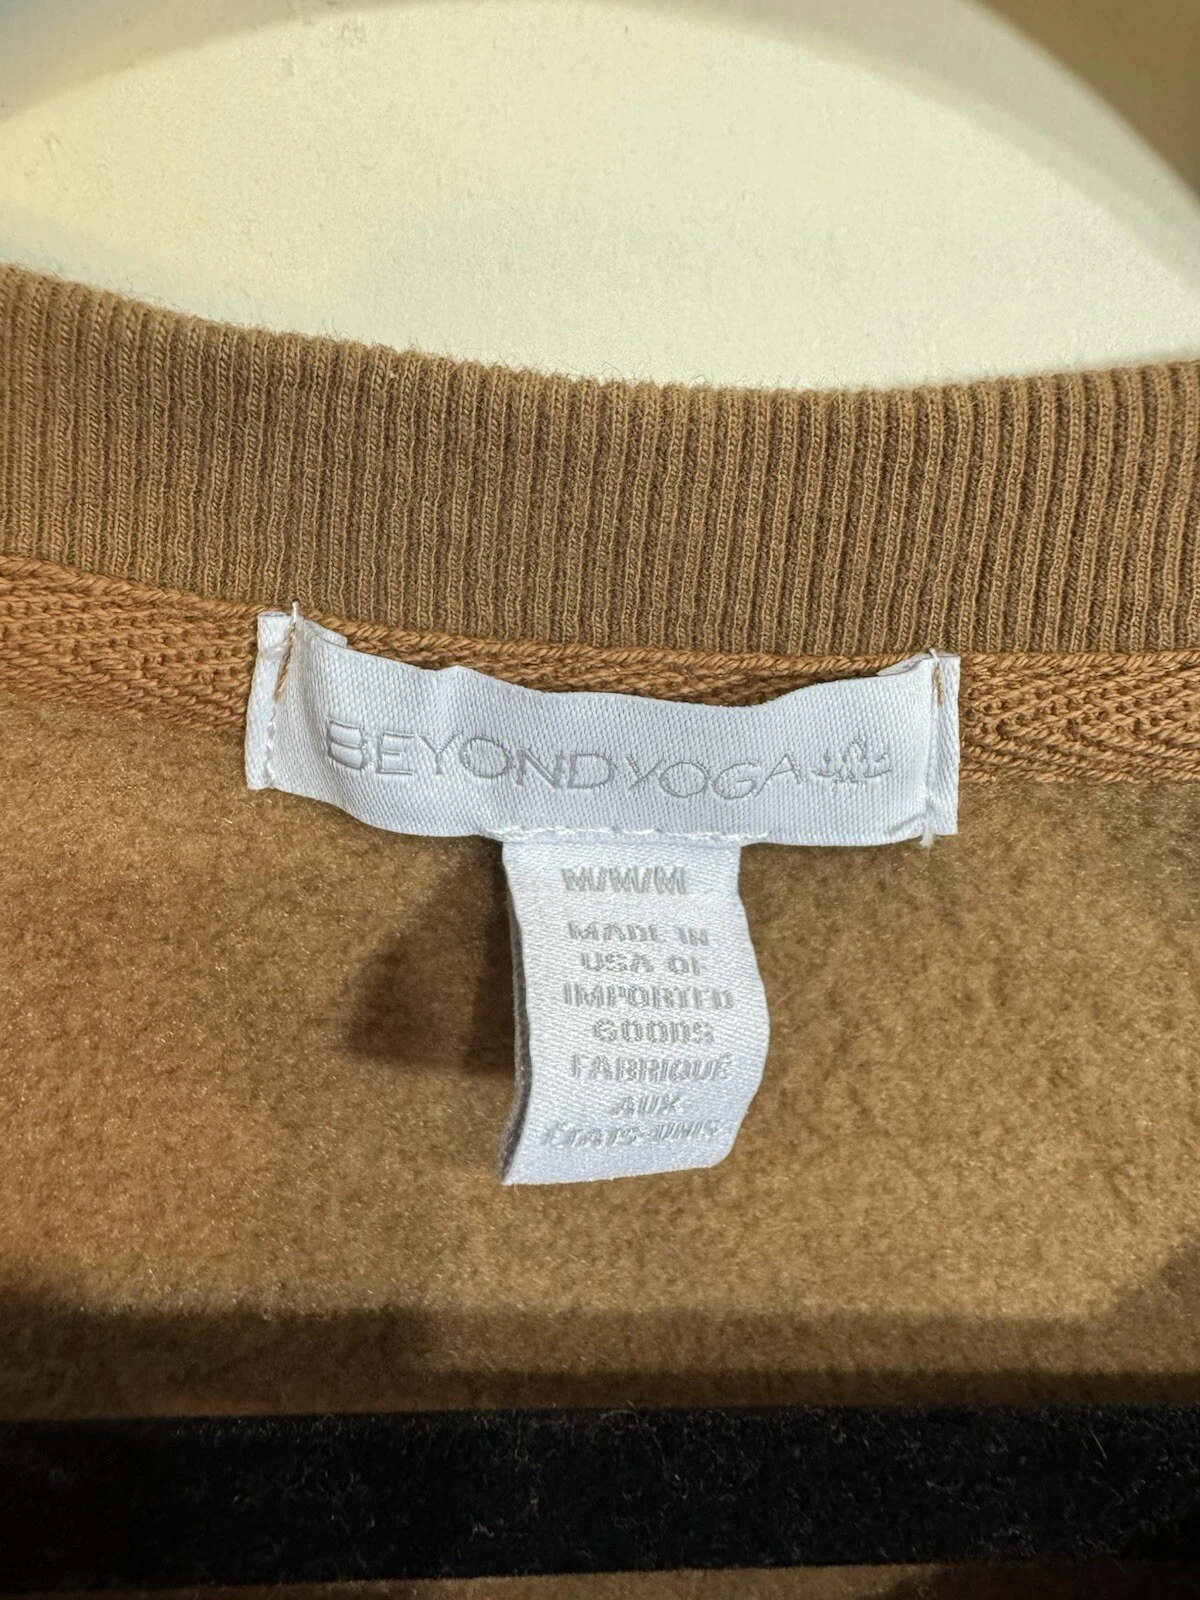 BEYOND YOGA
M/M/M
MADE IN
USA OF
IMPORTED
GOODS
FABRIQUÉ
AUX
ÉTATS-UNIS